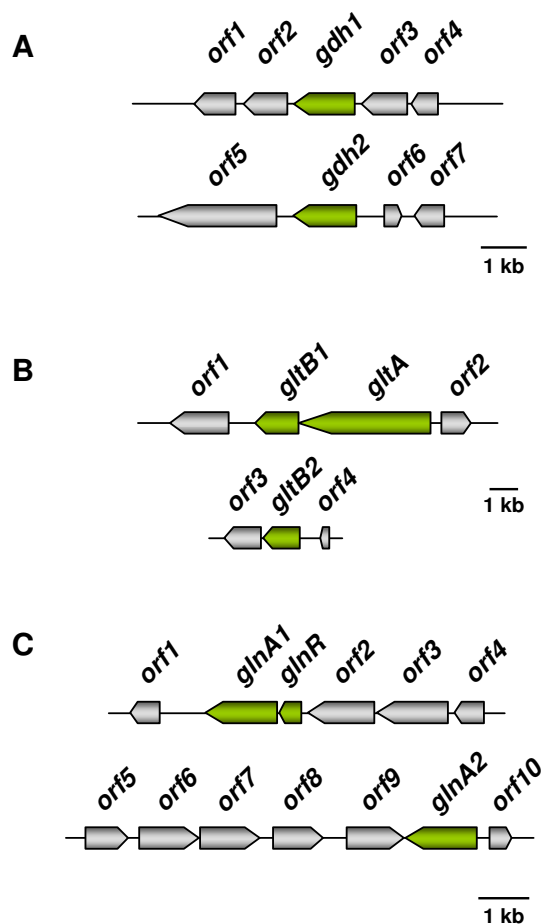 A
orf1 orf2 gdh1 orf3 orf4
orf5 gdh2 orf6 orf7
1 kb
B
orf1 gltB1 gltA orf2
orf3 gltB2 orf4
1 kb
C
orf1 glnA1 glnR orf2 orf3 orf4
orf5 orf6 orf7 orf8 orf9 glnA2 orf10
1 kb